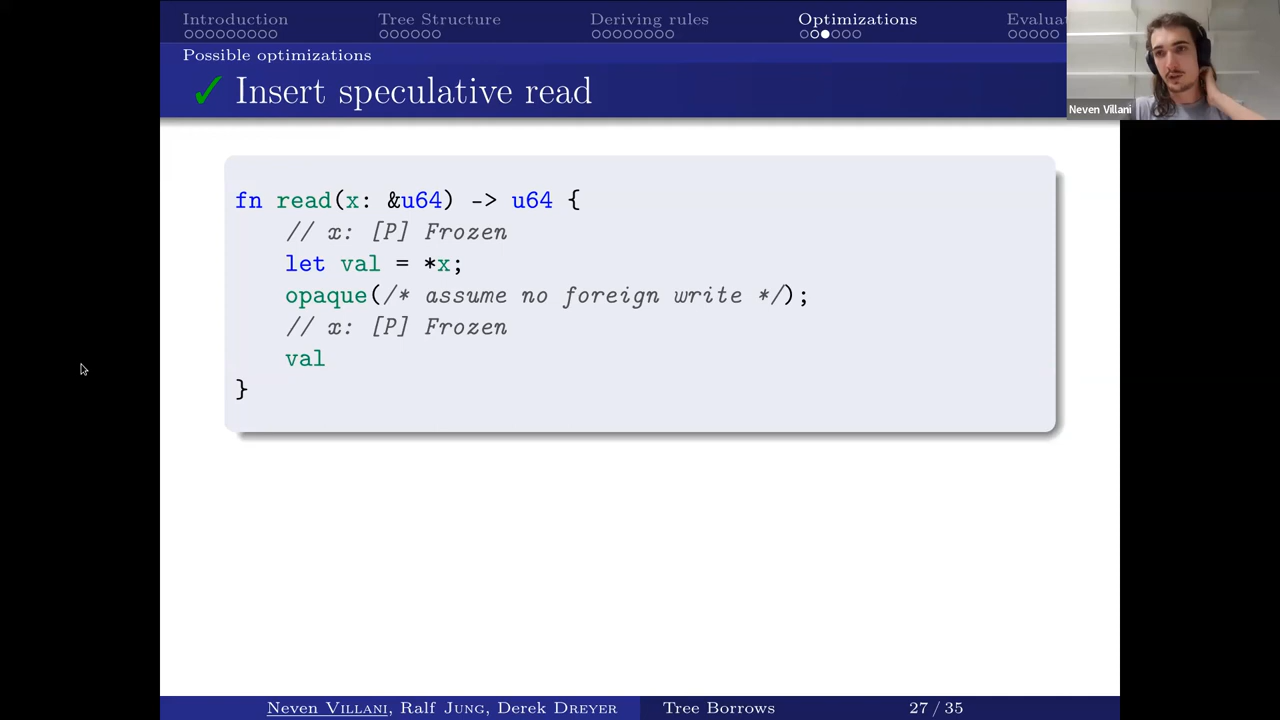 Introduction Tree Structure Deriving rules Optimizations Evalua
Possible optimizations
✓ Insert speculative read
Neven Villani
fn read(x: &u64) -> u64 {
// x: [P] Frozen
let val = *x;
opaque(/* assume no foreign write */);
// x: [P] Frozen
val
}
Neven VILLANI, Ralf JUNG, Derek DREYER Tree Borrows 27 / 35